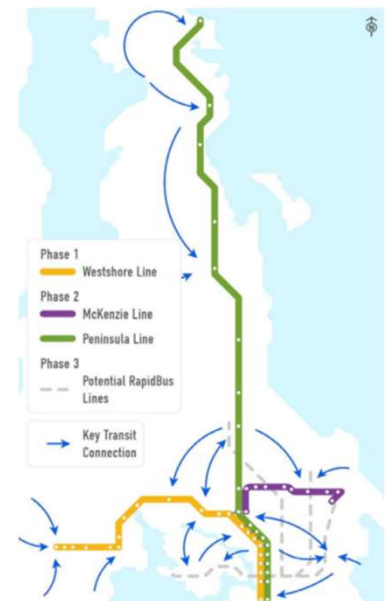 N
Phase 1
Westshore Line
Phase 2
McKenzie Line
Peninsula Line
Phase 3
Potential RapidBus
Lines
Key Transit
Connection